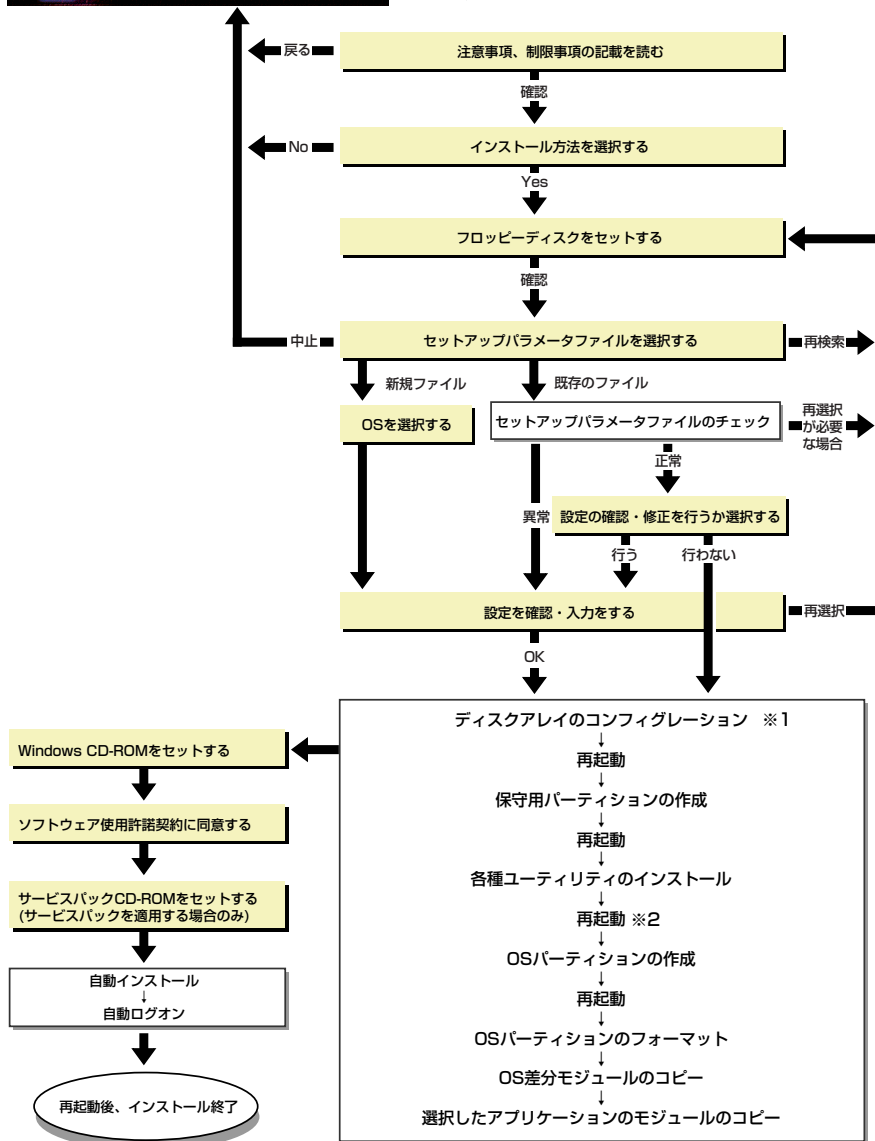 戻る
注意事項、制限事項の記載を読む
確認
No
インストール方法を選択する
Yes
フロッピーディスクをセットする
確認
中止
セットアップパラメータファイルを選択する
再検索
新規ファイル
既存のファイル
OSを選択する
セットアップパラメータファイルのチェック
再選択
が必要
な場合
正常
異常
設定の確認・修正を行うか選択する
行う
行わない
設定を確認・入力をする
再選択
OK
ディスクアレイのコンフィグレーション ※1
↓
再起動
↓
保守用パーティションの作成
↓
再起動
↓
各種ユーティリティのインストール
↓
再起動 ※2
↓
OSパーティションの作成
↓
再起動
↓
OSパーティションのフォーマット
↓
OS差分モジュールのコピー
↓
選択したアプリケーションのモジュールのコピー
Windows CD-ROMをセットする
ソフトウェア使用許諾契約に同意する
サービスパックCD-ROMをセットする
(サービスパックを適用する場合のみ)
自動インストール
↓
自動ログオン
再起動後、インストール終了